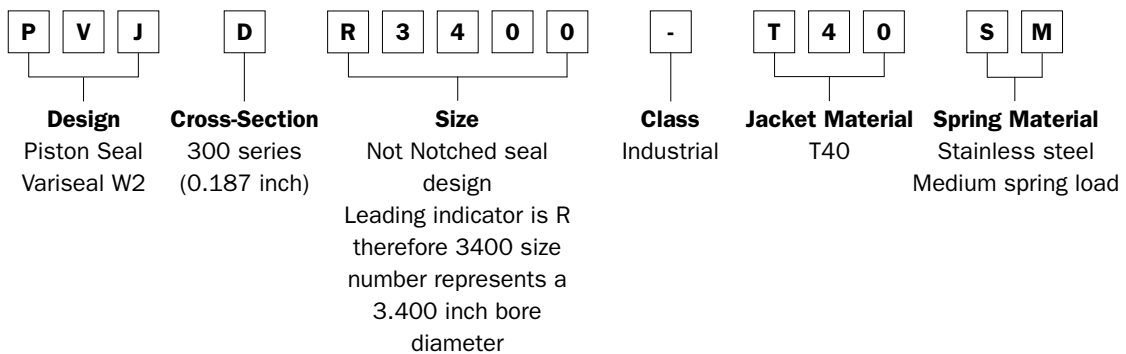 P V J D R 3 4 0 0 - T 4 0 S M
Design
Piston Seal
Variseal W2
Cross-Section
300 series
(0.187 inch)
Size
Not Notched seal
design
Leading indicator is R
therefore 3400 size
number represents a
3.400 inch bore
diameter
Class
Industrial
Jacket Material
T40
Spring Material
Stainless steel
Medium spring load